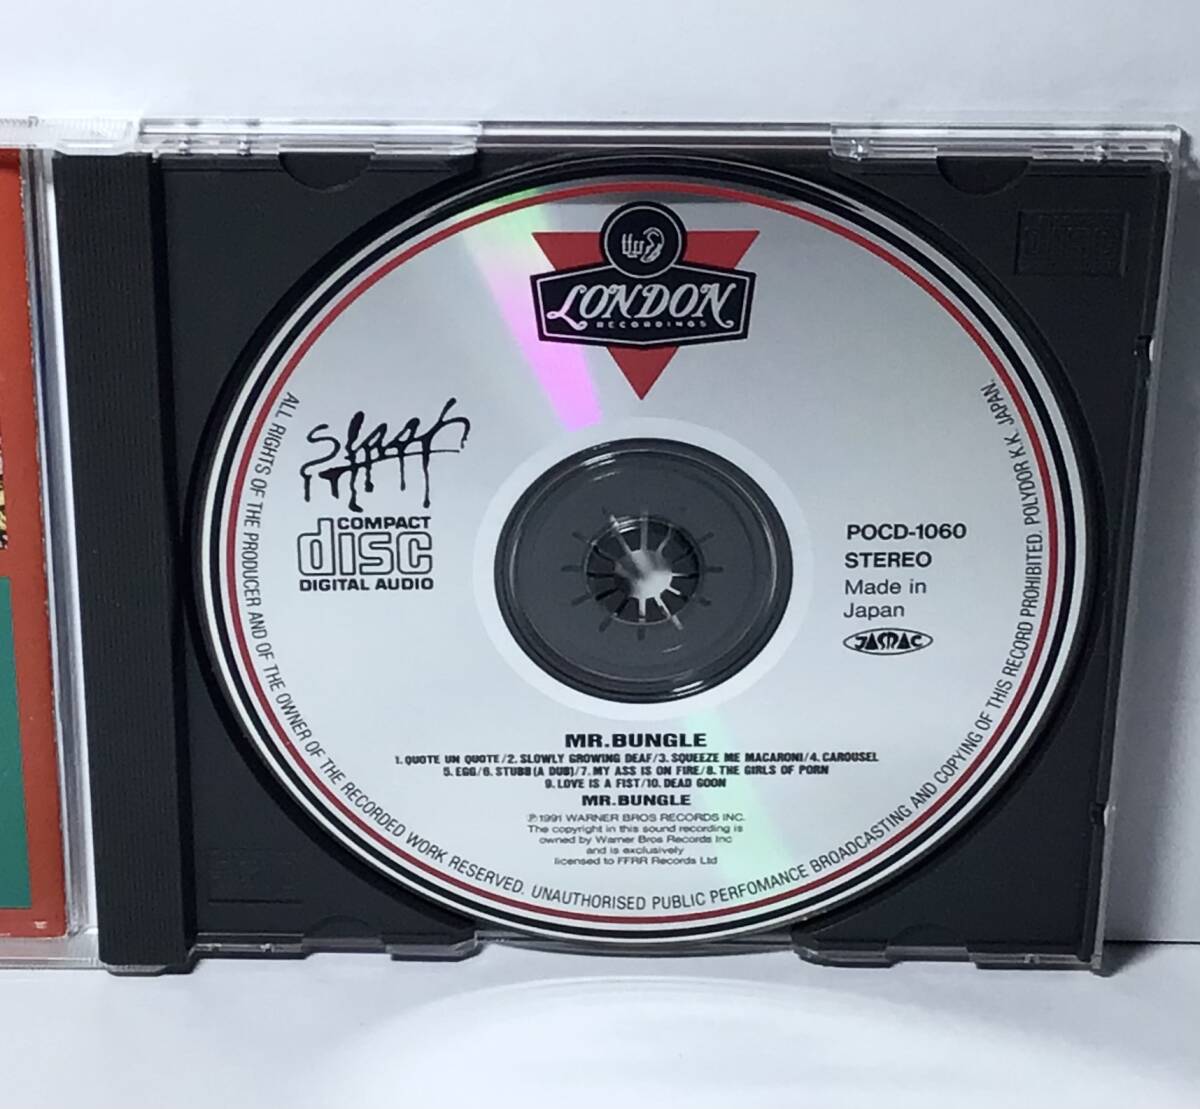 LONDON
RECORDINGS
slash
COMPACT
disc
DIGITAL AUDIO
POCD-1060
STEREO
Made in
Japan
JASRAC
MR.BUNGLE
1. QUOTE UN QUOTE/2. SLOWLY GROWING DEAF/3. SQUEEZE ME MACARONI/4. CAROUSEL
5. EGG/6. STUBB (A DUB)/7. MY ASS IS ON FIRE/8. THE GIRLS OF PORN
9. LOVE IS A FIST/10. DEAD GOON
MR.BUNGLE
℗1991 WARNER BROS RECORDS INC.
The copyright in this sound recording is
owned by Warner Bros Records Inc
and is exclusively
licensed to FFRR Records Ltd
ALL RIGHTS OF THE PRODUCER AND OF THE OWNER OF THE RECORDED WORK RESERVED. UNAUTHORISED PUBLIC PERFOMANCE BROADCASTING AND COPYING OF THIS RECORD PROHIBITED. POLYDOR K.K. JAPAN.